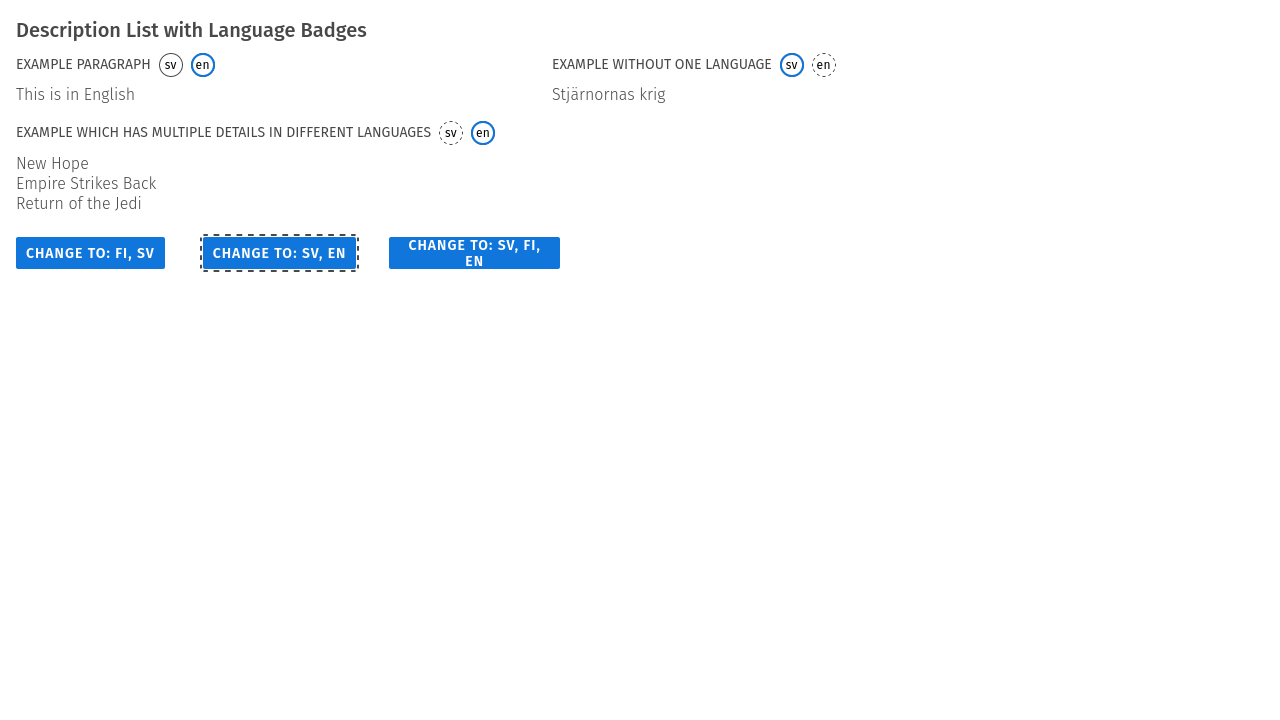 Description List with Language Badges
EXAMPLE PARAGRAPH sv en
This is in English
EXAMPLE WITHOUT ONE LANGUAGE sv en
Stjärnornas krig
EXAMPLE WHICH HAS MULTIPLE DETAILS IN DIFFERENT LANGUAGES sv en
New Hope
Empire Strikes Back
Return of the Jedi
CHANGE TO: FI, SV
CHANGE TO: SV, EN
CHANGE TO: SV, FI,
EN